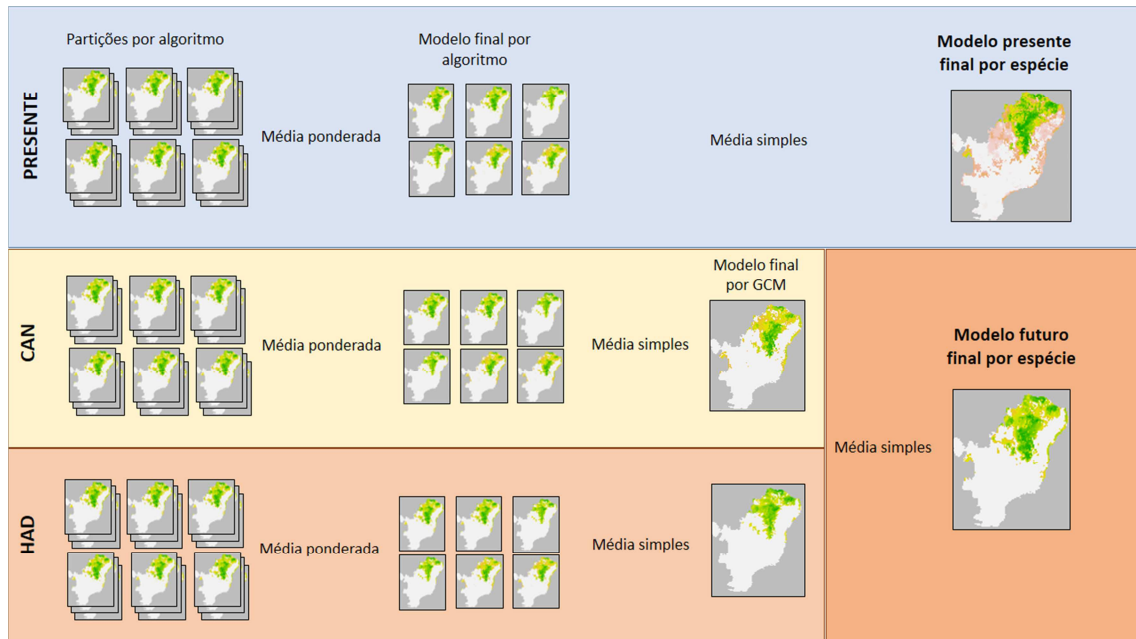 Partições por algoritmo
Modelo final por
algoritmo
Modelo presente
final por espécie
PRESENTE
Média ponderada
Média simples
Modelo final
por GCM
CAN
Média ponderada
Média simples
Modelo futuro
final por espécie
Média simples
HAD
Média ponderada
Média simples